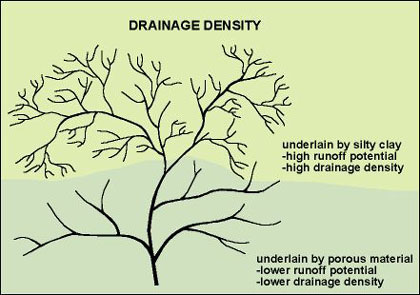 DRAINAGE DENSITY
underlain by silty clay
-high runoff potential
-high drainage density
underlain by porous material
-lower runoff potential
-lower drainage density